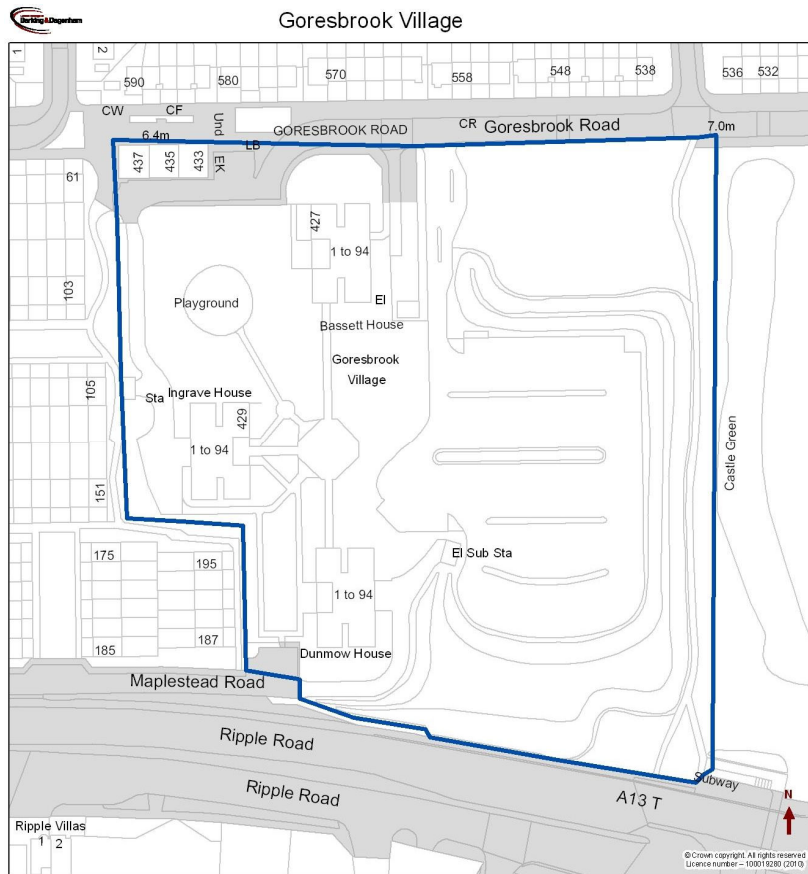 Barking & Dagenham
Goresbrook Village
1
2
590
580
570
558
548
538
536
532
CW
CF
Und
6.4m
LB
GORESBROOK ROAD
CR
Goresbrook Road
7.0m
437
435
433
EK
61
427
1 to 94
103
Playground
El
Bassett House
Goresbrook
Village
105
Sta
Ingrave House
429
1 to 94
Castle Green
151
El Sub Sta
175
195
1 to 94
185
187
Dunmow House
Maplestead Road
Ripple Road
Subway
Ripple Road
A13 T
N
Ripple Villas
1
2
© Crown copyright. All rights reserved
Licence number – 100019280 (2010)